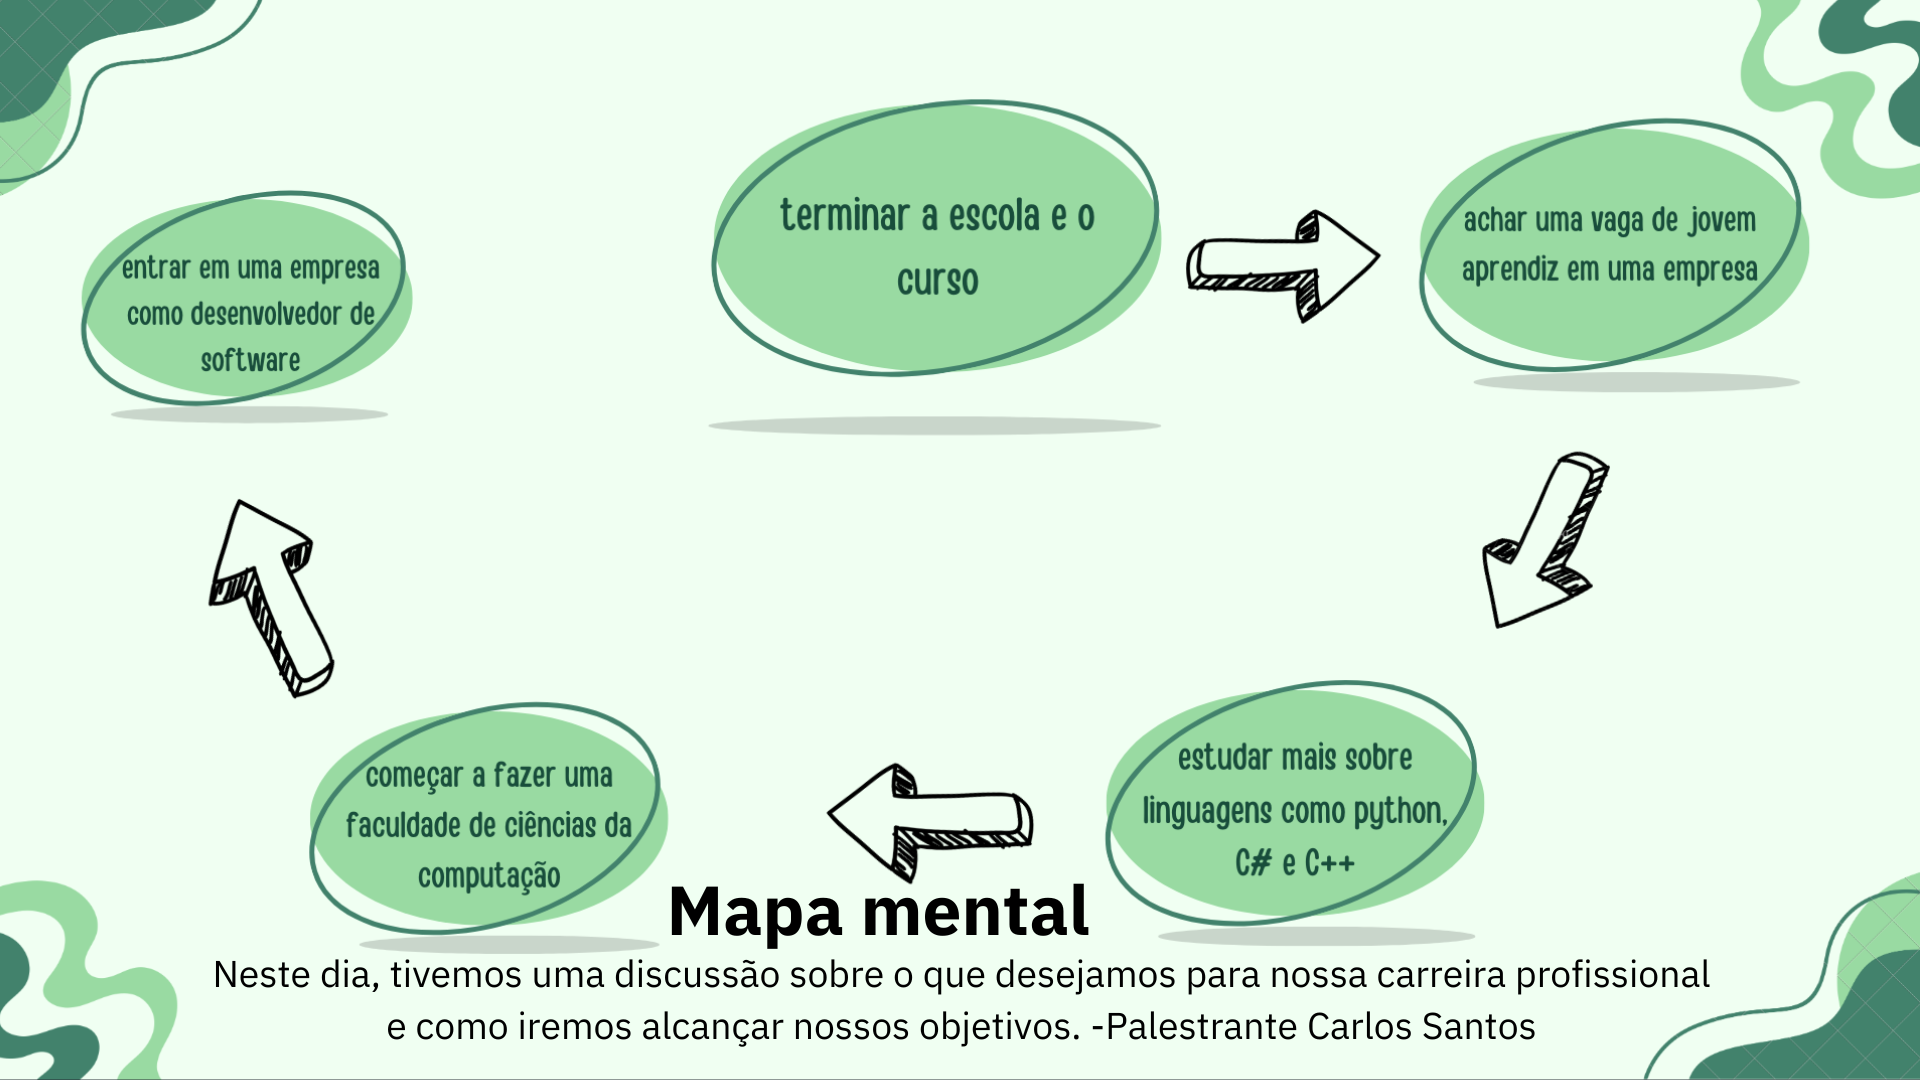 terminar a escola e o
curso
achar uma vaga de jovem
aprendiz em uma empresa
estudar mais sobre
linguagens como python,
C# e C++
começar a fazer uma
faculdade de ciências da
computação
entrar em uma empresa
como desenvolvedor de
software
Mapa mental
Neste dia, tivemos uma discussão sobre o que desejamos para nossa carreira profissional
e como iremos alcançar nossos objetivos. -Palestrante Carlos Santos